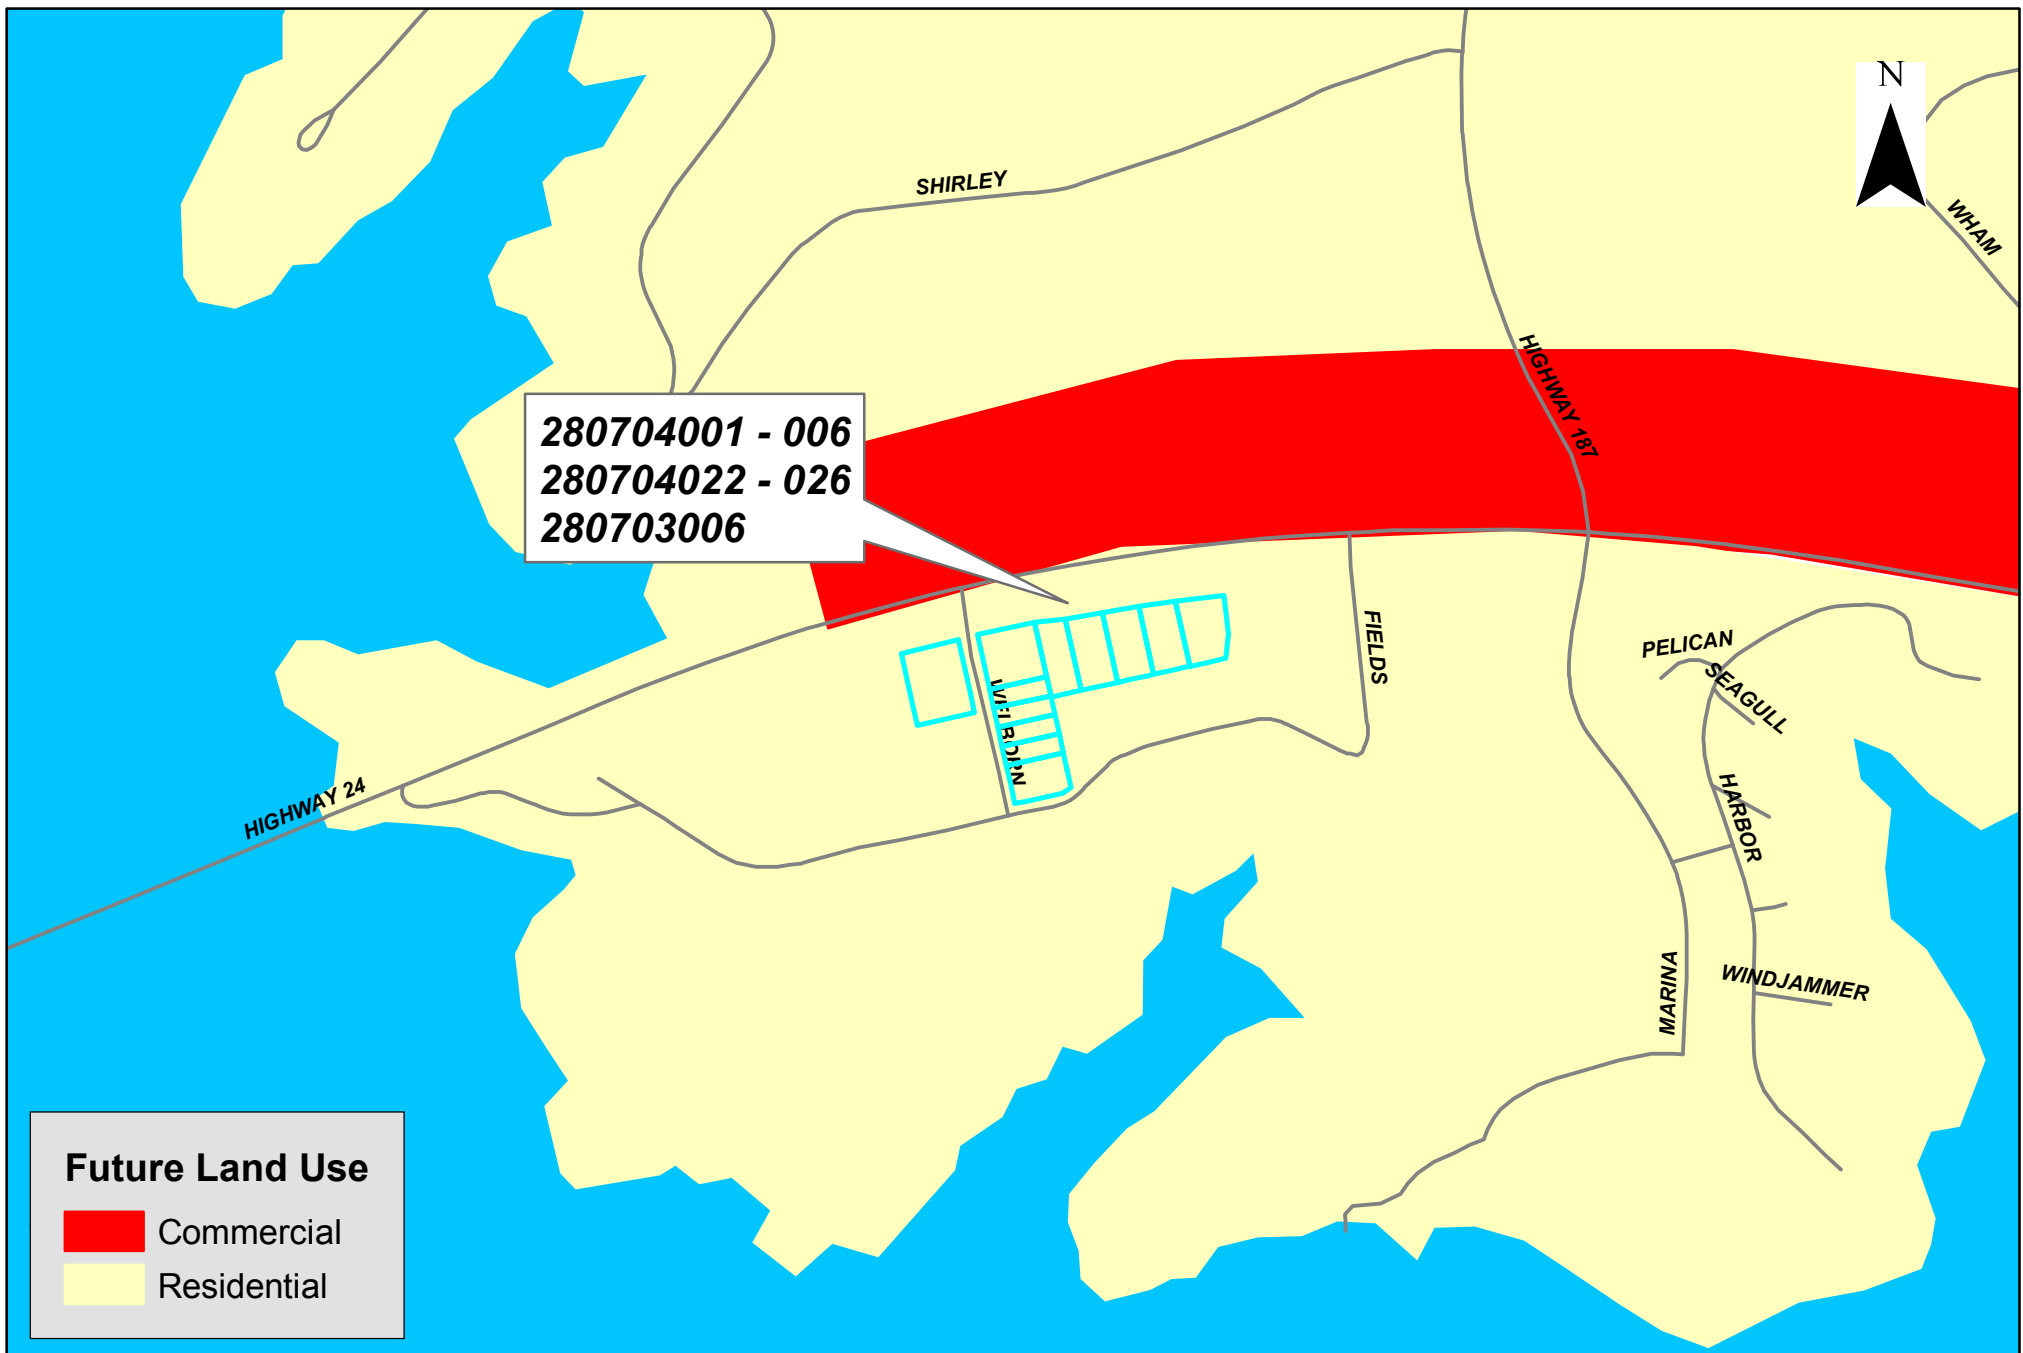 N
SHIRLEY
WHAM
HIGHWAY 187
280704001 - 006
280704022 - 026
280703006
FIELDS
PELICAN
SEAGULL
WELBORN
HIGHWAY 24
HARBOR
MARINA
WINDJAMMER
Future Land Use
Commercial
Residential